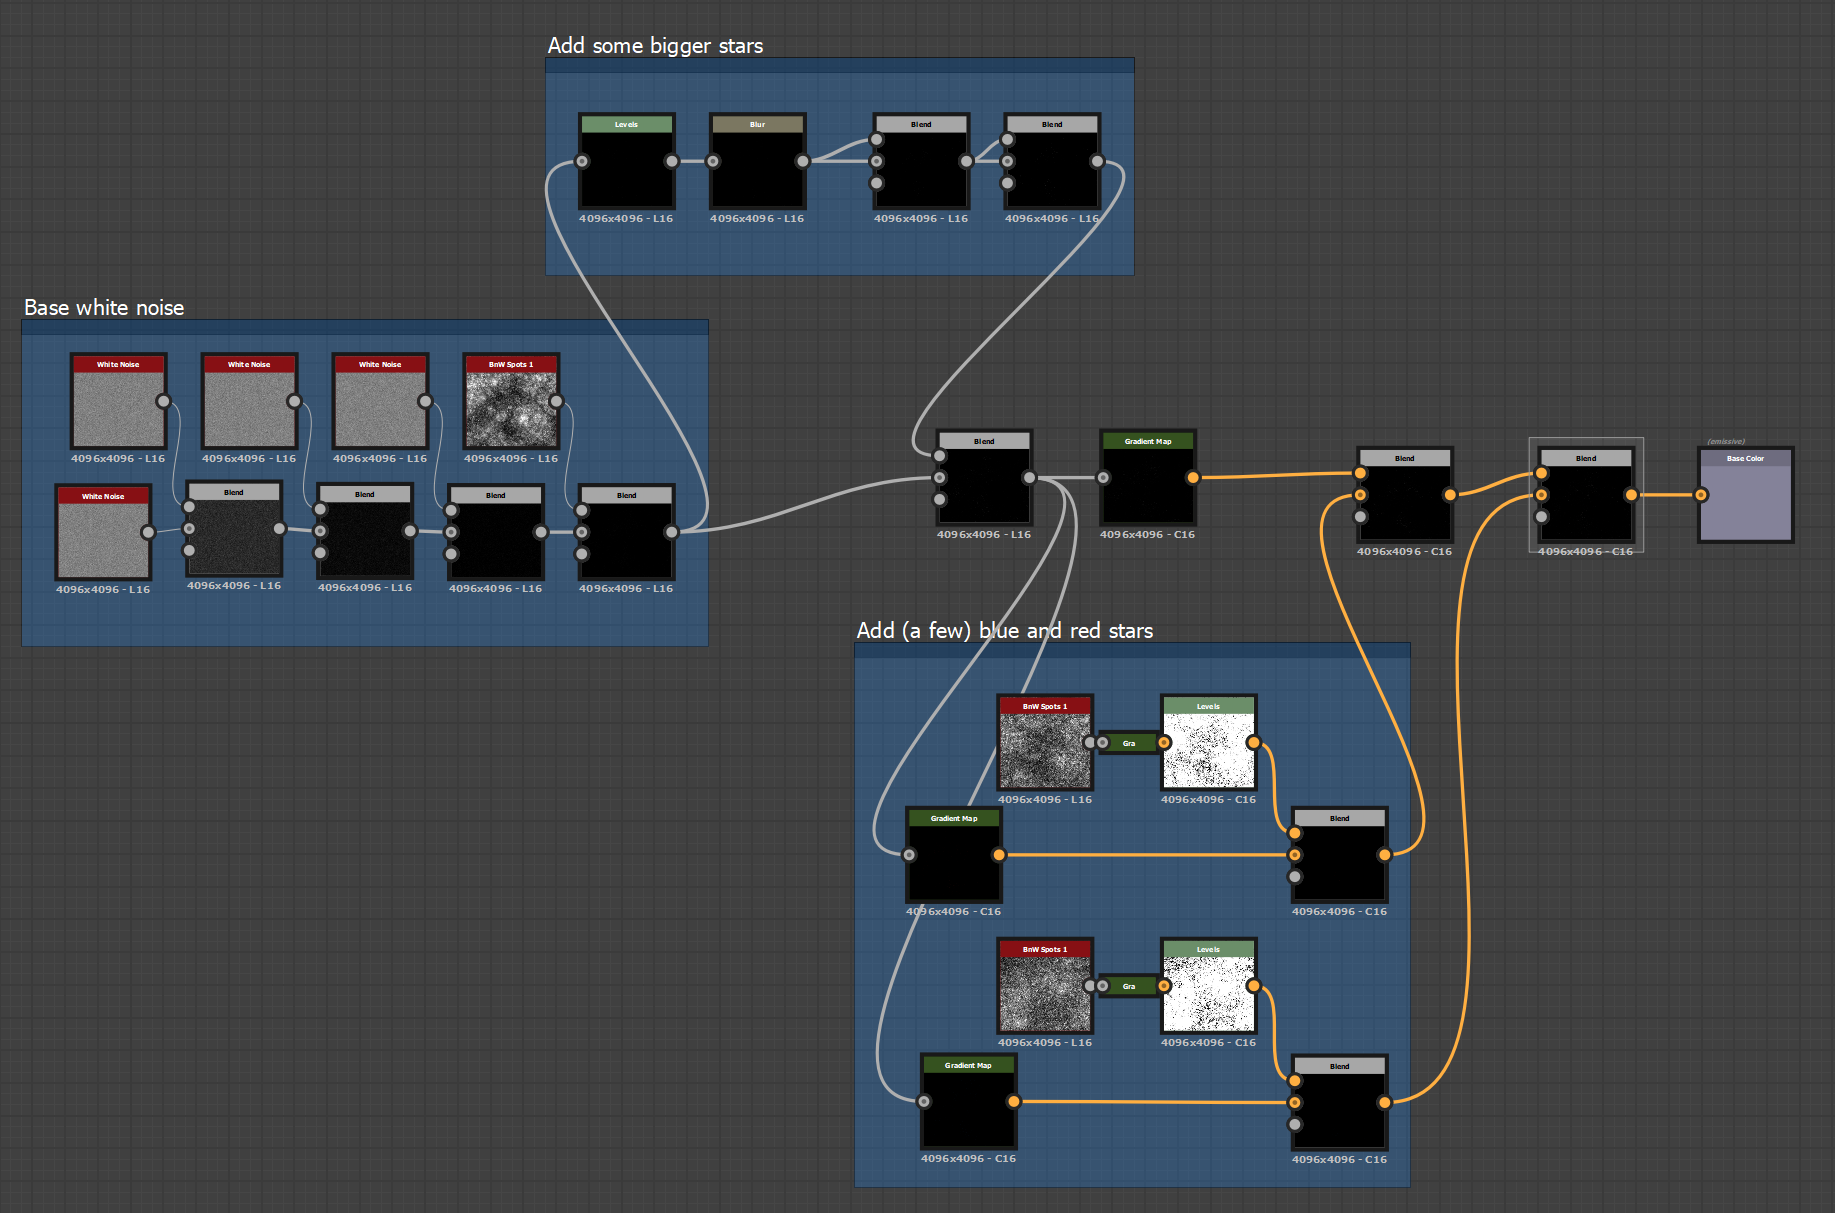 Add some bigger stars
Levels
Blur
Blend
Blend
4096x4096 - L16
4096x4096 - L16
4096x4096 - L16
4096x4096 - L16
Base white noise
White Noise
White Noise
White Noise
BnW Spots 1
4096x4096 - L16
4096x4096 - L16
4096x4096 - L16
4096x4096 - L16
White Noise
Blend
Blend
Blend
Blend
4096x4096 - L16
4096x4096 - L16
4096x4096 - L16
4096x4096 - L16
4096x4096 - L16
Blend
Gradient Map
4096x4096 - L16
4096x4096 - C16
Blend
Blend
(emissive)
Base Color
4096x4096 - C16
4096x4096 - C16
Add (a few) blue and red stars
BnW Spots 1
Gra
Levels
4096x4096 - L16
4096x4096 - C16
Gradient Map
Blend
4096x4096 - C16
4096x4096 - C16
BnW Spots 1
Gra
Levels
4096x4096 - L16
4096x4096 - C16
Gradient Map
Blend
4096x4096 - C16
4096x4096 - C16